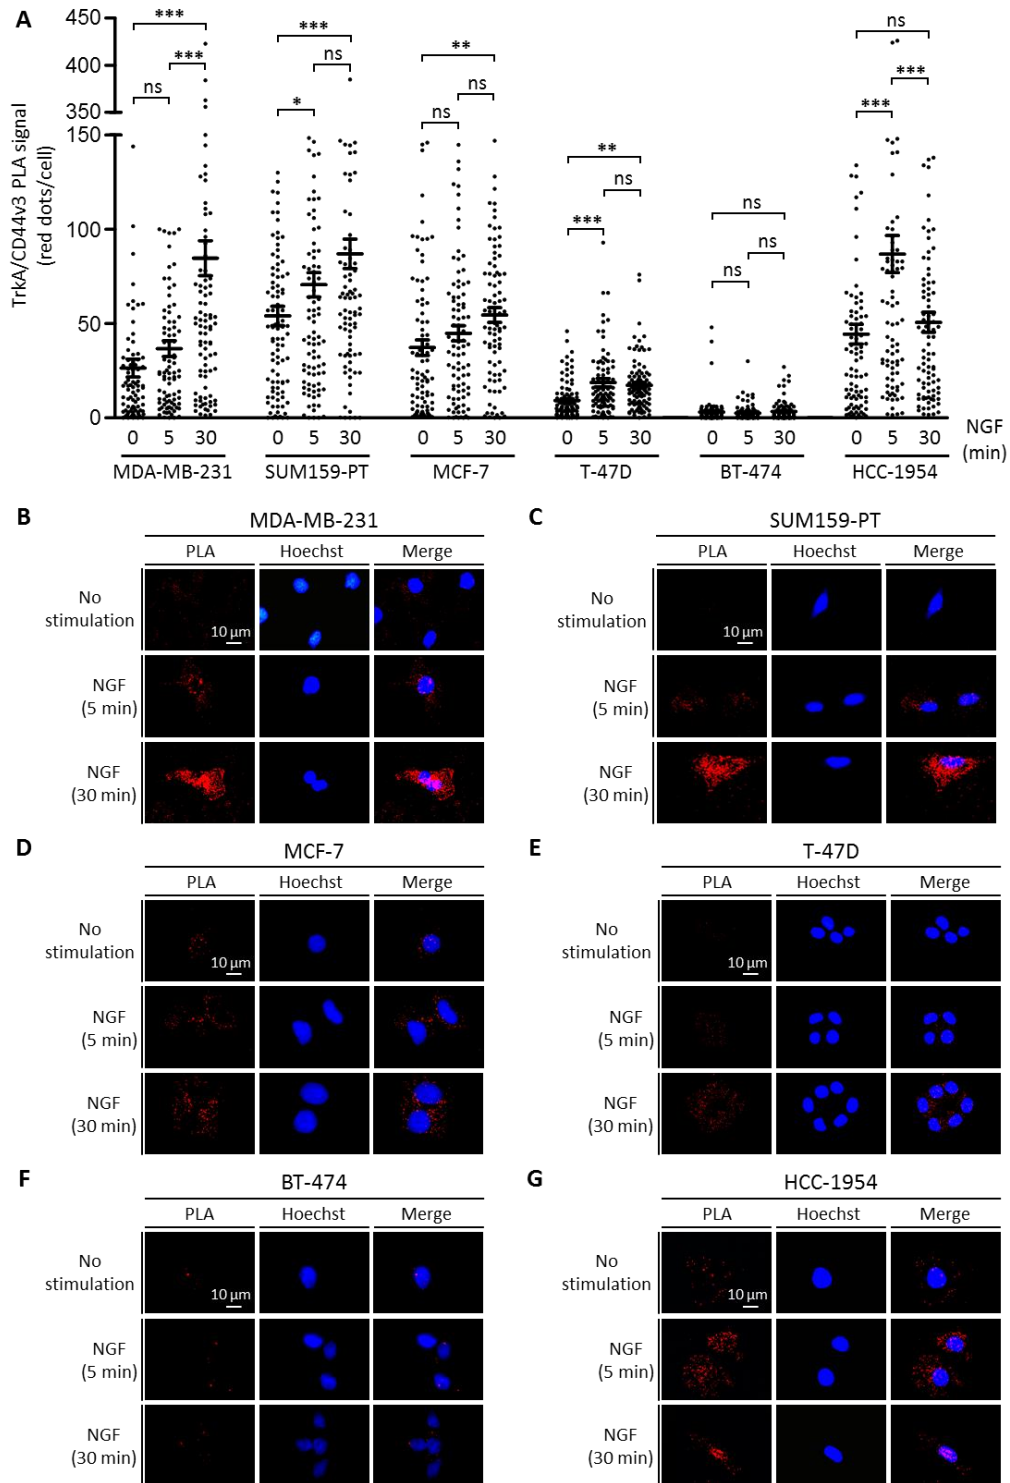 A
TrkA/CD44v3 PLA signal
(red dots/cell)
450
400
350
150
100
50
0
*** *** ns
*** ns *
** ns ns
** ns ***
ns ns ns
ns *** ***
0 5 30 0 5 30 0 5 30 0 5 30 0 5 30 0 5 30 NGF
(min)
MDA-MB-231 SUM159-PT MCF-7 T-47D BT-474 HCC-1954
B MDA-MB-231
PLA Hoechst Merge
No
stimulation
10 µm
NGF
(5 min)
NGF
(30 min)
C SUM159-PT
PLA Hoechst Merge
No
stimulation
10 µm
NGF
(5 min)
NGF
(30 min)
D MCF-7
PLA Hoechst Merge
No
stimulation
10 µm
NGF
(5 min)
NGF
(30 min)
E T-47D
PLA Hoechst Merge
No
stimulation
10 µm
NGF
(5 min)
NGF
(30 min)
F BT-474
PLA Hoechst Merge
No
stimulation
10 µm
NGF
(5 min)
NGF
(30 min)
G HCC-1954
PLA Hoechst Merge
No
stimulation
10 µm
NGF
(5 min)
NGF
(30 min)